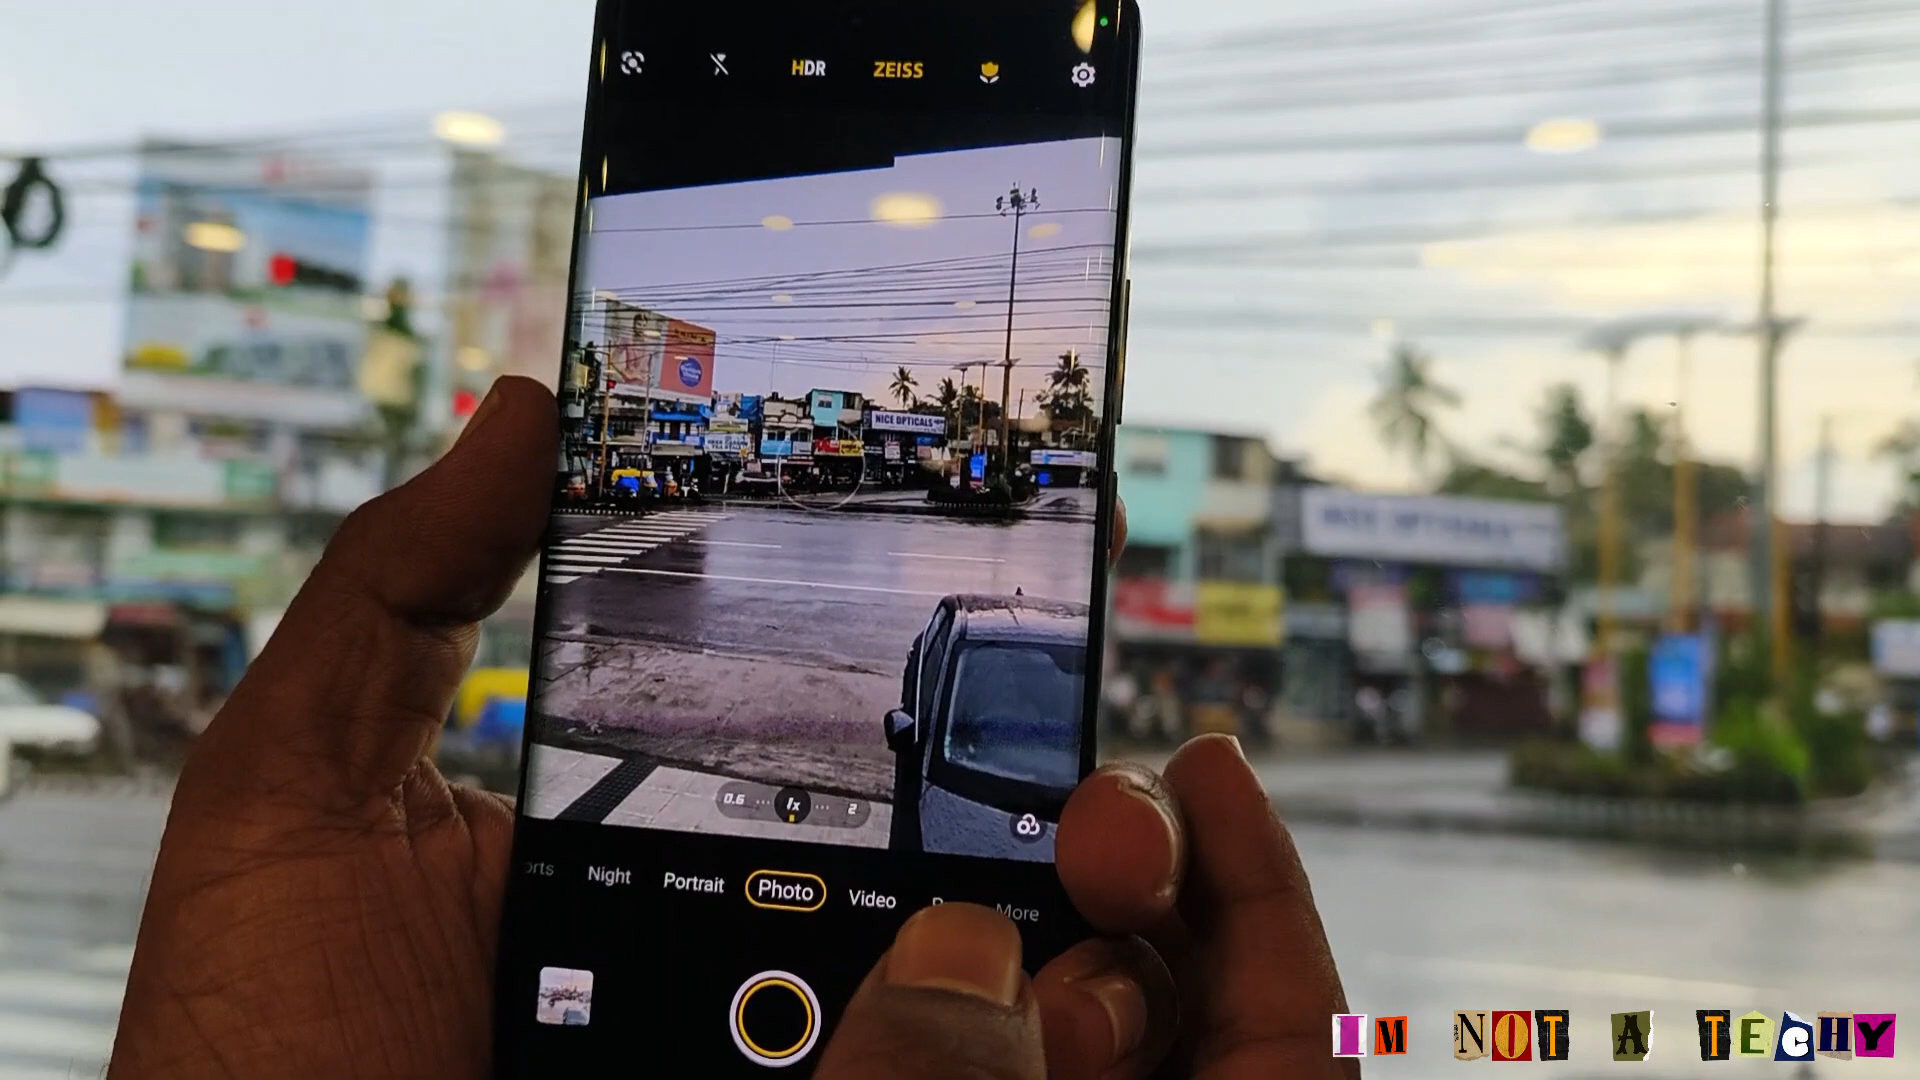 HDR ZEISS
NICE OPTICALS
0.6 1x 2
Night Portrait Photo Video More
IM NOT A TECHY